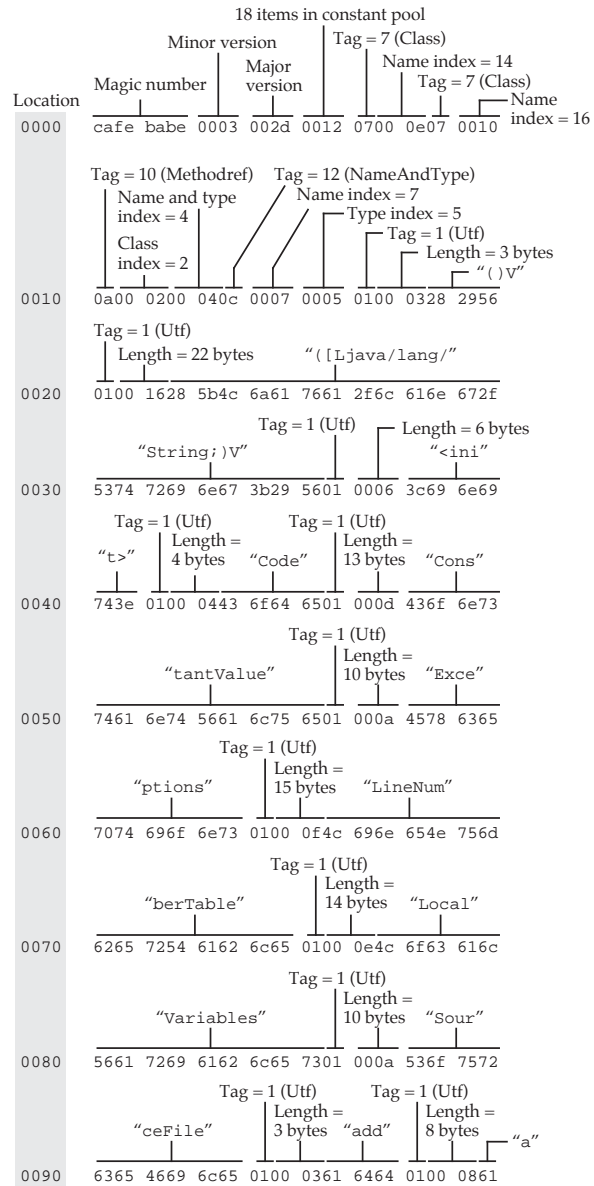 18 items in constant pool
Tag = 7 (Class)
Minor version
Name index = 14
Magic number
Major version
Tag = 7 (Class)
Location
Name index = 16
0000 cafe babe 0003 002d 0012 0700 0e07 0010
Tag = 10 (Methodref)
Tag = 12 (NameAndType)
Name and type index = 4
Name index = 7
Type index = 5
Class index = 2
Tag = 1 (Utf)
Length = 3 bytes
“()V”
0010 0a00 0200 040c 0007 0005 0100 0328 2956
Tag = 1 (Utf)
Length = 22 bytes
“([Ljava/lang/”
0020 0100 1628 5b4c 6a61 7661 2f6c 616e 672f
Tag = 1 (Utf)
Length = 6 bytes
“String;)V”
“<ini”
0030 5374 7269 6e67 3b29 5601 0006 3c69 6e69
Tag = 1 (Utf)
Tag = 1 (Utf)
“t>”
Length = 4 bytes
“Code”
Length = 13 bytes
“Cons”
0040 743e 0100 0443 6f64 6501 000d 436f 6e73
Tag = 1 (Utf)
“tantValue”
Length = 10 bytes
“Exce”
0050 7461 6e74 5661 6c75 6501 000a 4578 6365
Tag = 1 (Utf)
“ptions”
Length = 15 bytes
“LineNum”
0060 7074 696f 6e73 0100 0f4c 696e 654e 756d
Tag = 1 (Utf)
“berTable”
Length = 14 bytes
“Local”
0070 6265 7254 6162 6c65 0100 0e4c 6f63 616c
Tag = 1 (Utf)
“Variables”
Length = 10 bytes
“Sour”
0080 5661 7269 6162 6c65 7301 000a 536f 7572
Tag = 1 (Utf)
Tag = 1 (Utf)
“ceFile”
Length = 3 bytes
“add”
Length = 8 bytes
“a”
0090 6365 4669 6c65 0100 0361 6464 0100 0861